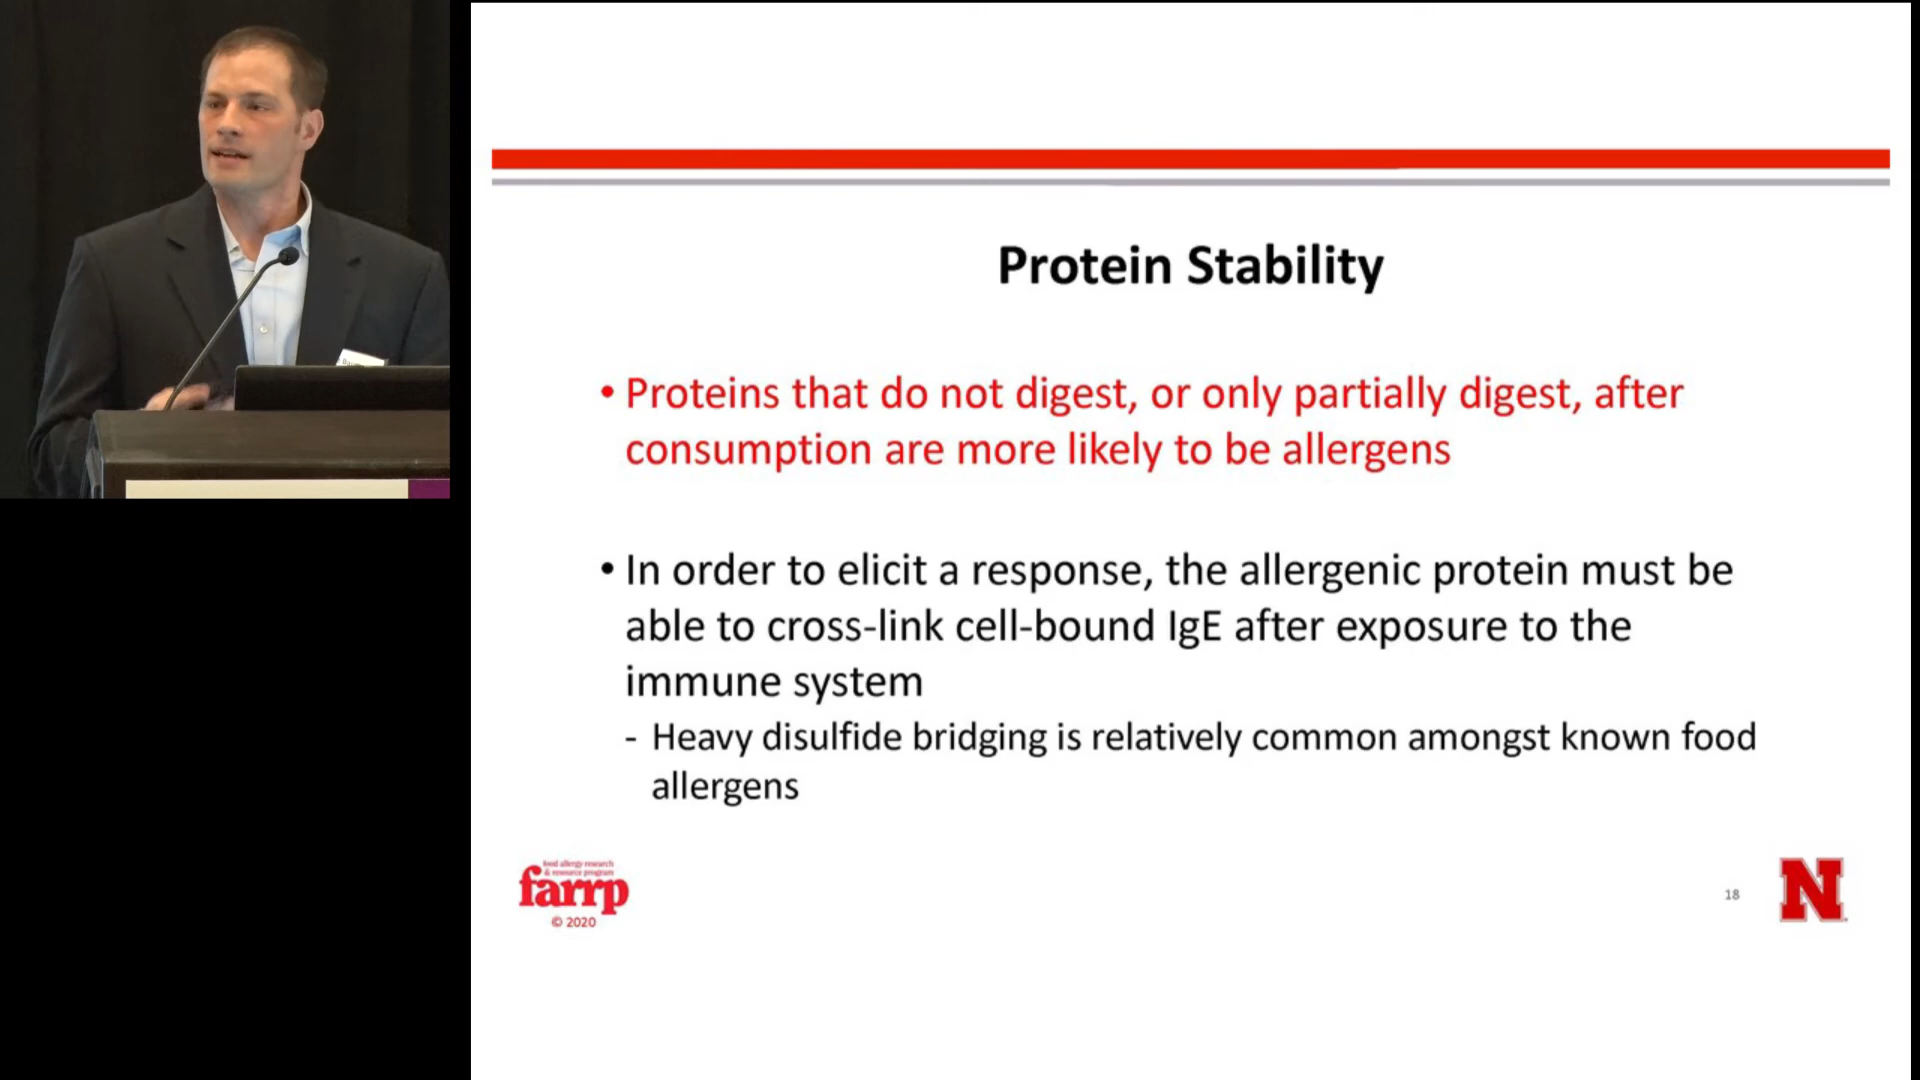 Protein Stability
• Proteins that do not digest, or only partially digest, after
consumption are more likely to be allergens
• In order to elicit a response, the allergenic protein must be
able to cross-link cell-bound IgE after exposure to the
immune system
- Heavy disulfide bridging is relatively common amongst known food
allergens
food allergy research
& resource program
farrp
© 2020
18
N